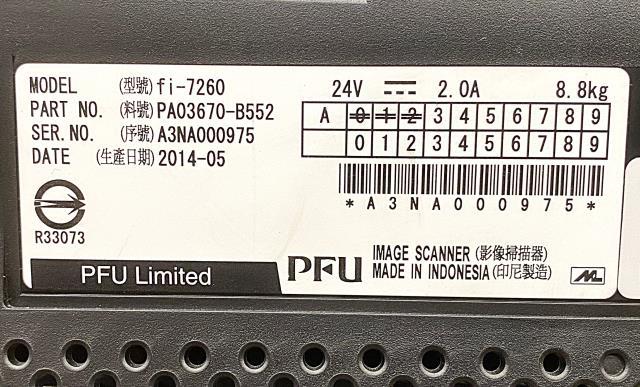 MODEL (型號) fi-7260 24V ⎓ 2.0A 8.8kg
PART NO. (料號) PA03670-B552
SER.NO. (序號) A3NA000975
DATE (生產日期) 2014-05
A 0 1 2 3 4 5 6 7 8 9
0 1 2 3 4 5 6 7 8 9
*A3NA000975*
R33073
PFU Limited
PFU
IMAGE SCANNER (影像掃描器)
MADE IN INDONESIA (印尼製造)